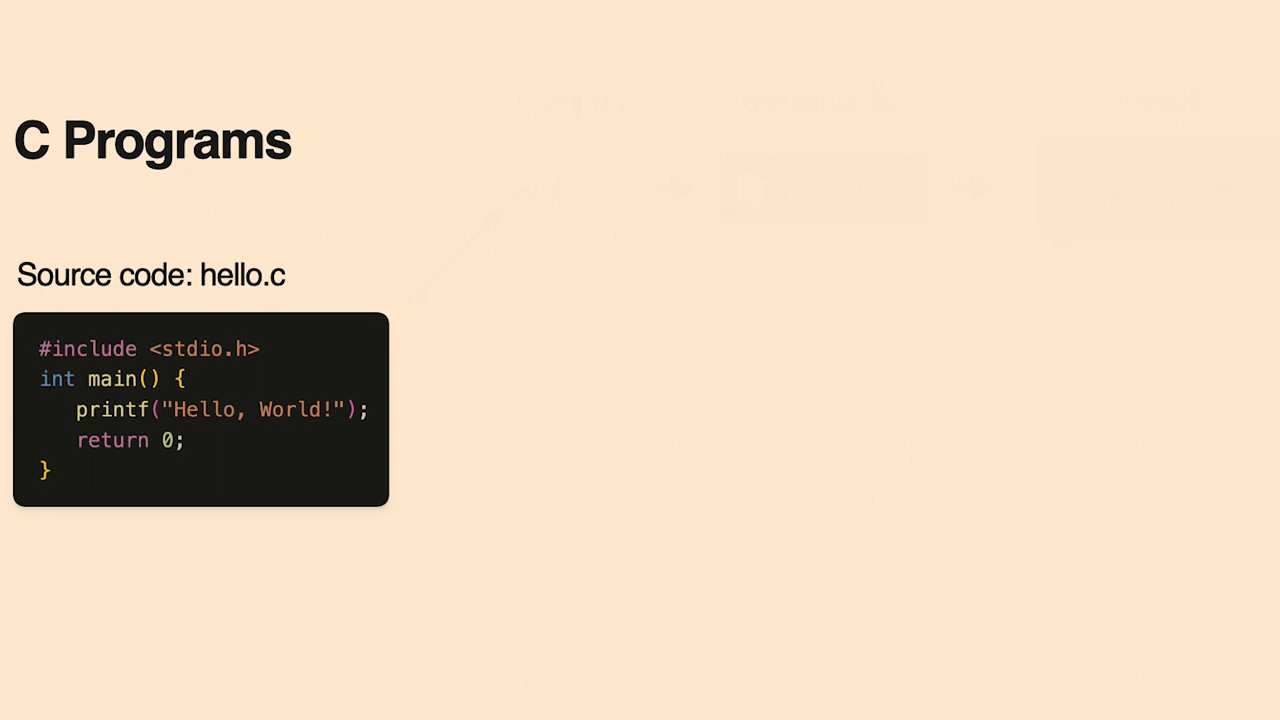 C Programs
Source code: hello.c
#include <stdio.h>
int main() {
   printf("Hello, World!");
   return 0;
}